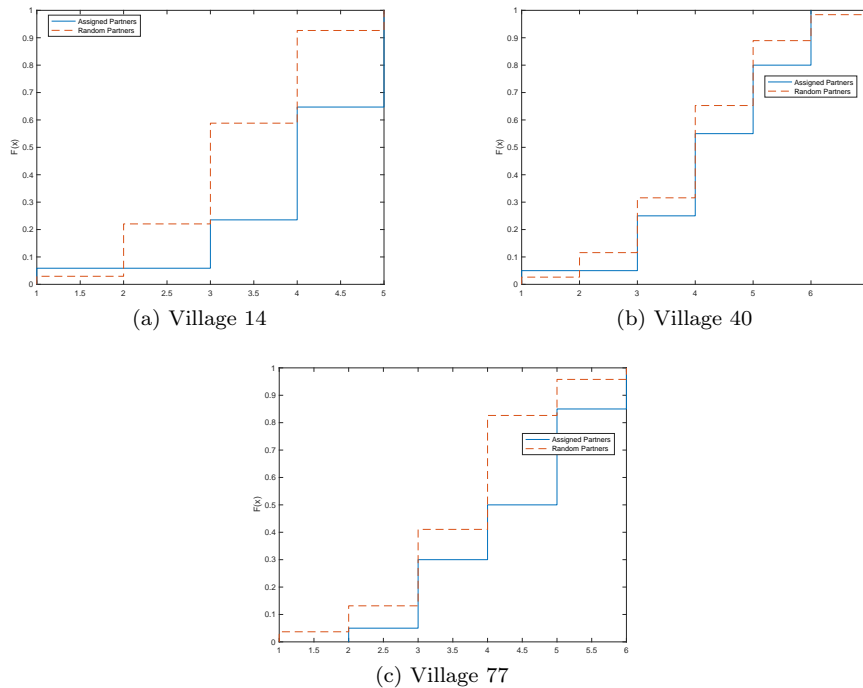 1
0.9
0.8
0.7
0.6
0.5
0.4
0.3
0.2
0.1
0
F(x)
Assigned Partners
Random Partners
1 1.5 2 2.5 3 3.5 4 4.5 5
(a) Village 14
1
0.9
0.8
0.7
0.6
0.5
0.4
0.3
0.2
0.1
0
F(x)
Assigned Partners
Random Partners
1 2 3 4 5 6
(b) Village 40
1
0.9
0.8
0.7
0.6
0.5
0.4
0.3
0.2
0.1
0
F(x)
Assigned Partners
Random Partners
1 1.5 2 2.5 3 3.5 4 4.5 5 5.5 6
(c) Village 77